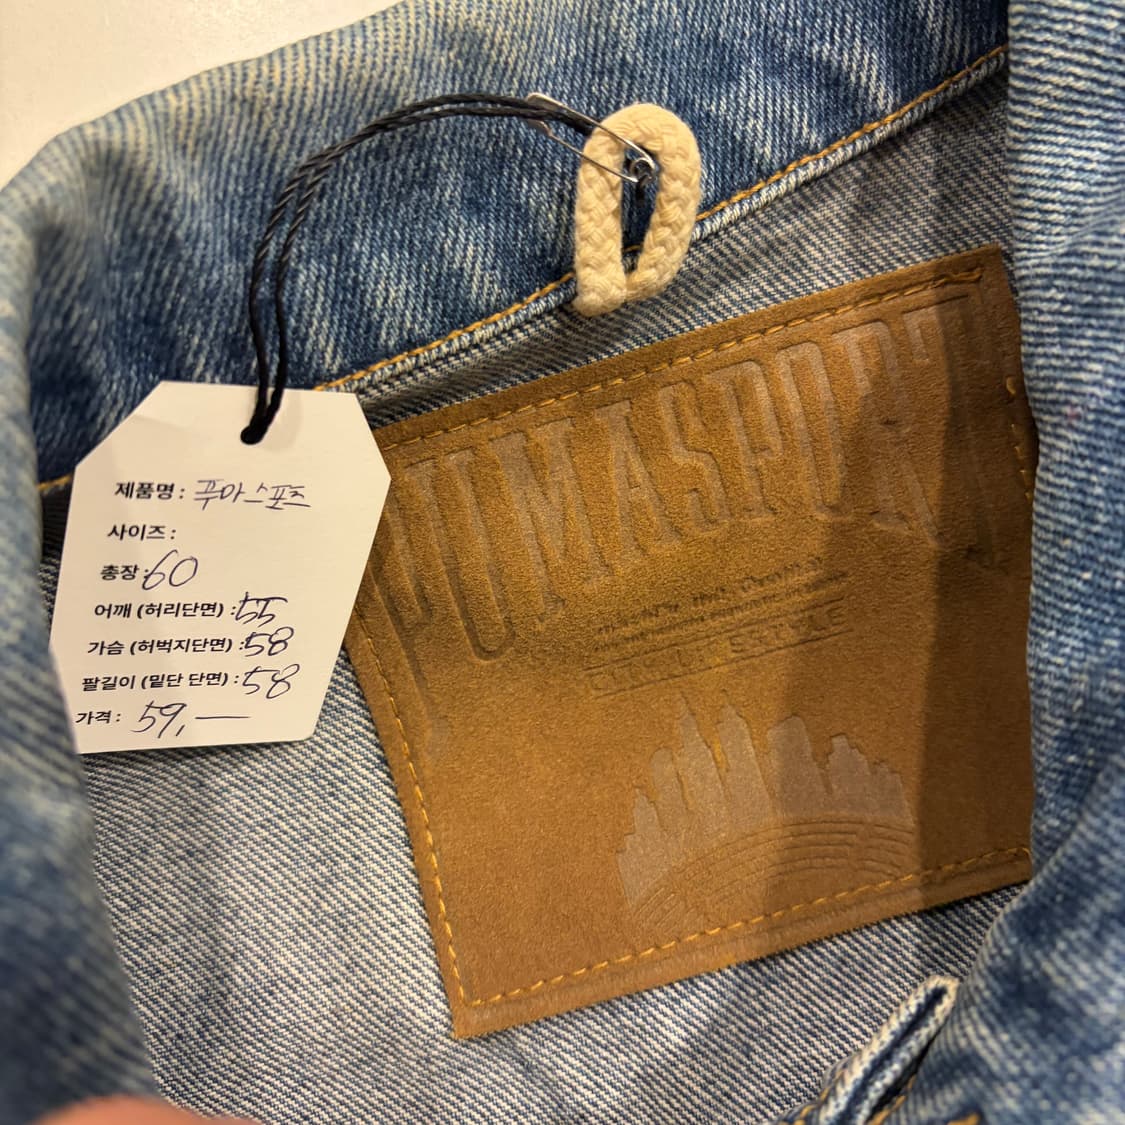 제품명 : 푸마스포츠
사이즈 :
총장 : 60
어깨 (허리단면) : 55
가슴 (허벅지단면) : 58
팔길이 (밑단 단면) : 58
가격 : 59,—
PUMASPORT